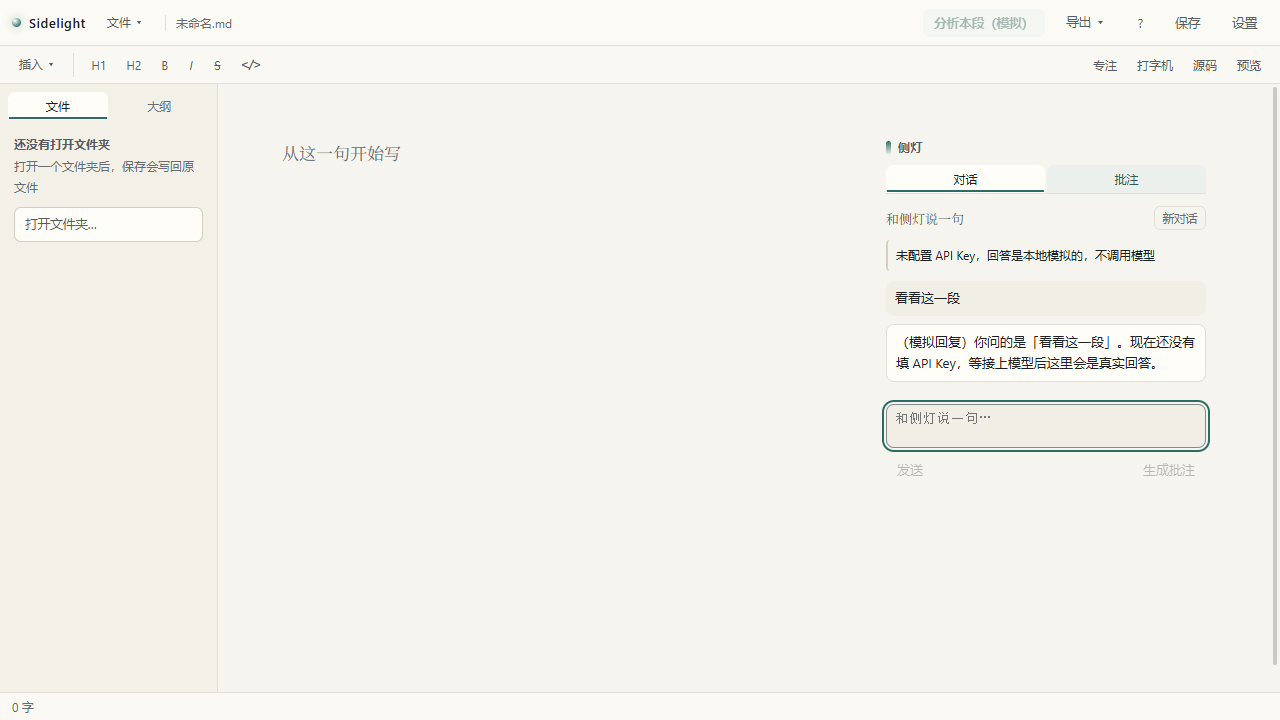 Sidelight 文件 ▾ 未命名.md 分析本段（模拟） 导出 ▾ ? 保存 设置
插入 ▾ H1 H2 B I S </> 专注 打字机 源码 预览
文件 大纲
还没有打开文件夹
打开一个文件夹后，保存会写回原
文件
打开文件夹...
从这一句开始写
侧灯
对话 批注
和侧灯说一句 新对话
未配置 API Key，回答是本地模拟的，不调用模型
看看这一段
（模拟回复）你问的是「看看这一段」。现在还没有
填 API Key，等接上模型后这里会是真实回答。
和侧灯说一句…
发送 生成批注
0 字